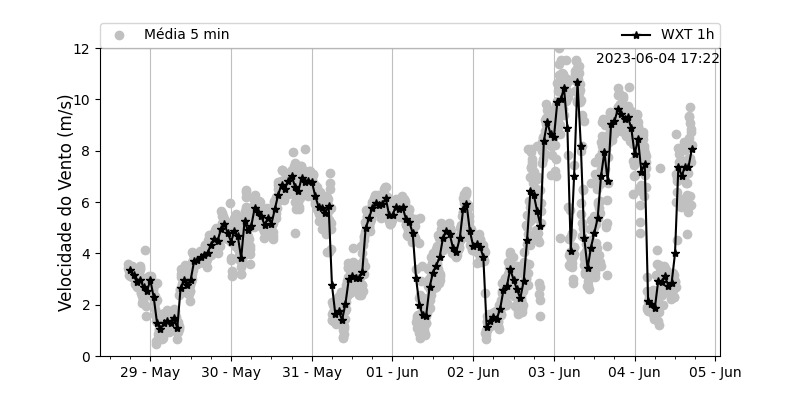 Média 5 min
WXT 1h
2023-06-04 17:22
Velocidade do Vento (m/s)
12
10
8
6
4
2
0
29 - May 30 - May 31 - May 01 - Jun 02 - Jun 03 - Jun 04 - Jun 05 - Jun